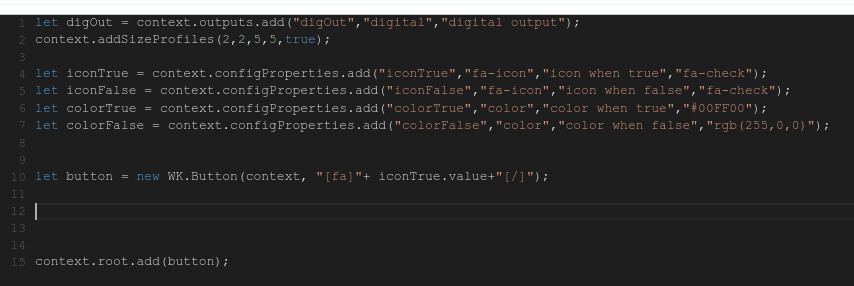 1 let digOut = context.outputs.add("digOut","digital","digital output");
2 context.addSizeProfiles(2,2,5,5,true);
3
4 let iconTrue = context.configProperties.add("iconTrue","fa-icon","icon when true","fa-check");
5 let iconFalse = context.configProperties.add("iconFalse","fa-icon","icon when false","fa-check");
6 let colorTrue = context.configProperties.add("colorTrue","color","color when true","#00FF00");
7 let colorFalse = context.configProperties.add("colorFalse","color","color when false","rgb(255,0,0)");
8
9
10 let button = new WK.Button(context, "[fa]"+ iconTrue.value+"[/]");
11
12
13
14
15 context.root.add(button);